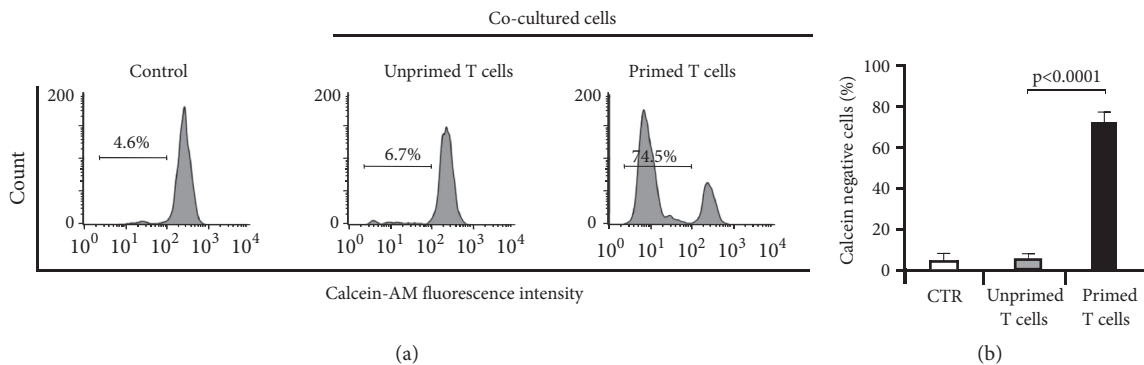 Co-cultured cells
Control
Unprimed T cells
Primed T cells
Count
200
0
4.6%
10^0 10^1 10^2 10^3 10^4
200
0
6.7%
10^0 10^1 10^2 10^3 10^4
200
0
74.5%
10^0 10^1 10^2 10^3 10^4
Calcein-AM fluorescence intensity
(a)
Calcein negative cells (%)
100
80
60
40
20
0
p<0.0001
CTR
Unprimed
T cells
Primed
T cells
(b)